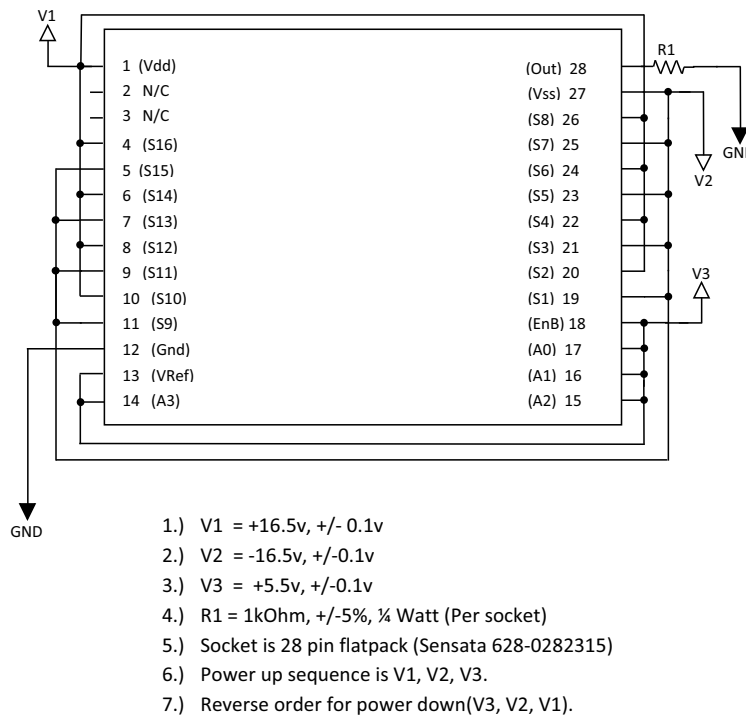 V1
R1
1 (Vdd)
(Out) 28
2 N/C
(Vss) 27
3 N/C
(S8) 26
GND
4 (S16)
(S7) 25
5 (S15)
(S6) 24
V2
6 (S14)
(S5) 23
7 (S13)
(S4) 22
8 (S12)
(S3) 21
9 (S11)
(S2) 20
V3
10 (S10)
(S1) 19
11 (S9)
(EnB) 18
12 (Gnd)
(A0) 17
13 (VRef)
(A1) 16
14 (A3)
(A2) 15
GND
1.) V1 = +16.5v, +/- 0.1v
2.) V2 = -16.5v, +/-0.1v
3.) V3 = +5.5v, +/-0.1v
4.) R1 = 1kOhm, +/-5%, ¼ Watt (Per socket)
5.) Socket is 28 pin flatpack (Sensata 628-0282315)
6.) Power up sequence is V1, V2, V3.
7.) Reverse order for power down(V3, V2, V1).